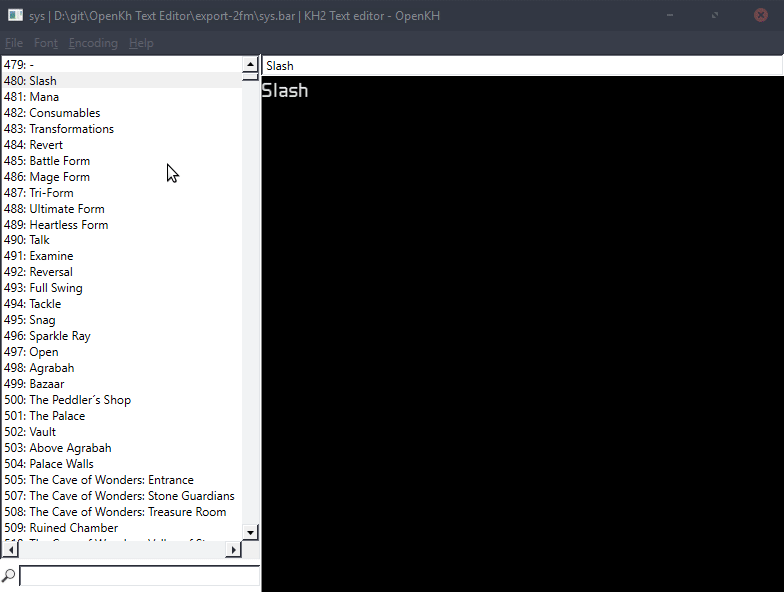 sys | D:\git\OpenKh Text Editor\export-2fm\sys.bar | KH2 Text editor - OpenKH
File Font Encoding Help
479: -
480: Slash
481: Mana
482: Consumables
483: Transformations
484: Revert
485: Battle Form
486: Mage Form
487: Tri-Form
488: Ultimate Form
489: Heartless Form
490: Talk
491: Examine
492: Reversal
493: Full Swing
494: Tackle
495: Snag
496: Sparkle Ray
497: Open
498: Agrabah
499: Bazaar
500: The Peddler´s Shop
501: The Palace
502: Vault
503: Above Agrabah
504: Palace Walls
505: The Cave of Wonders: Entrance
507: The Cave of Wonders: Stone Guardians
508: The Cave of Wonders: Treasure Room
509: Ruined Chamber
Slash
Slash